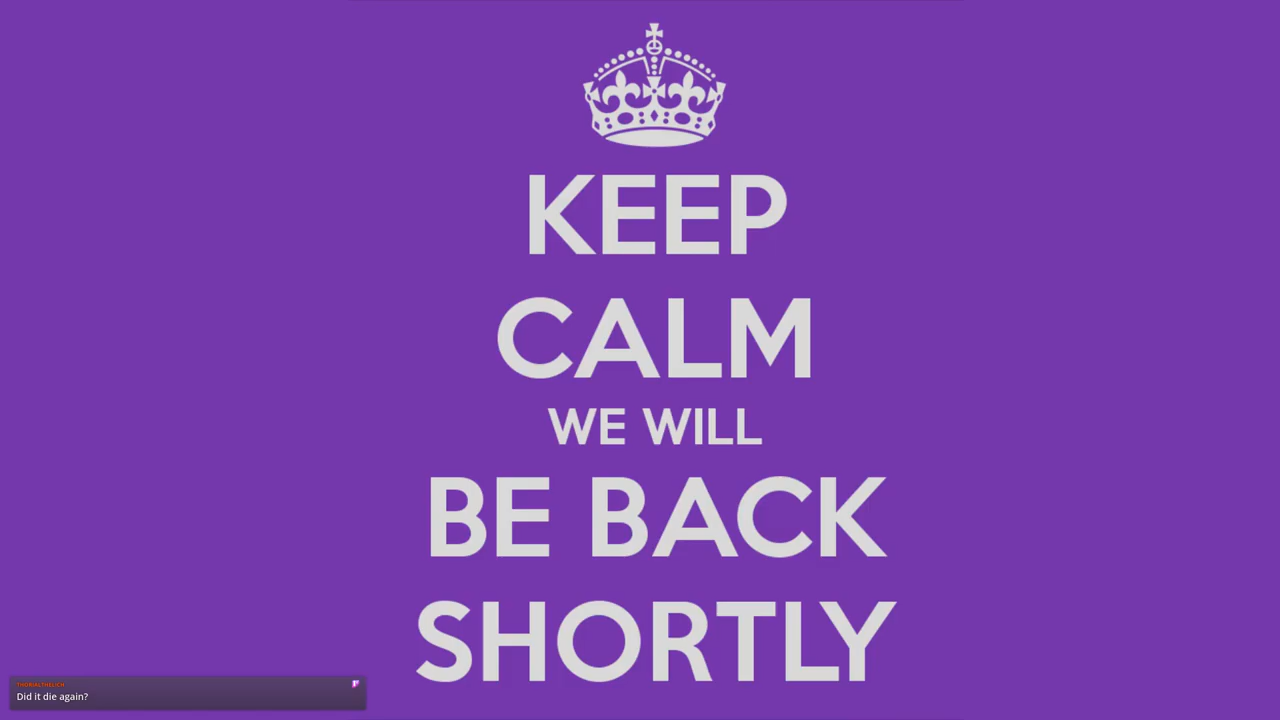 KEEP
CALM
WE WILL
BE BACK
SHORTLY
Did it die again?